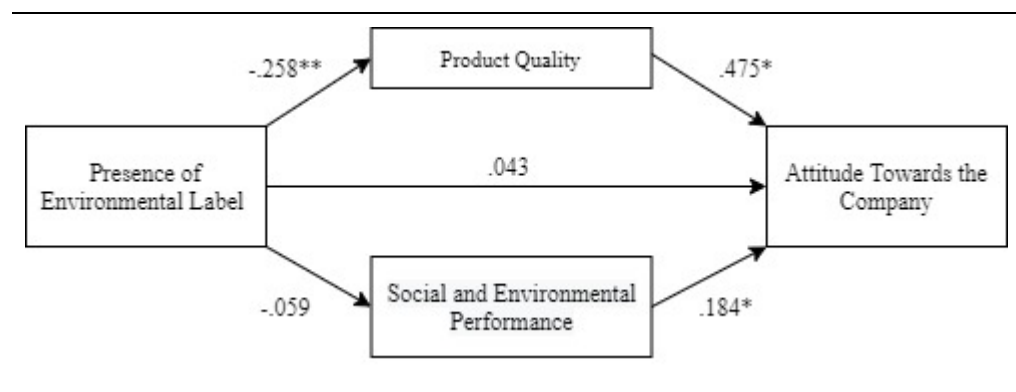 Product Quality
-.258**
.475*
Presence of
Environmental Label
.043
Attitude Towards the
Company
Social and Environmental
Performance
-.059
.184*